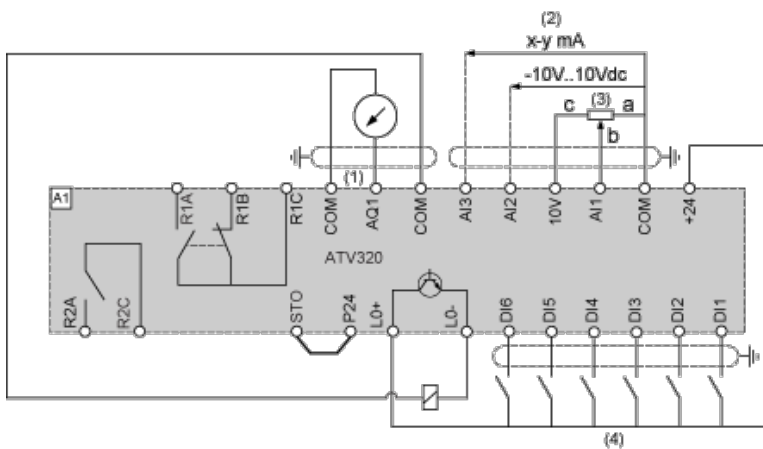 (2)
x-y mA
-10V..10Vdc
c (3) a
b
(1)
A1
R1A R1B R1C COM AQ1 COM AI3 AI2 10V AI1 COM +24
ATV320
R2A R2C STO P24 L0+ L0- DI6 DI5 DI4 DI3 DI2 DI1
(4)